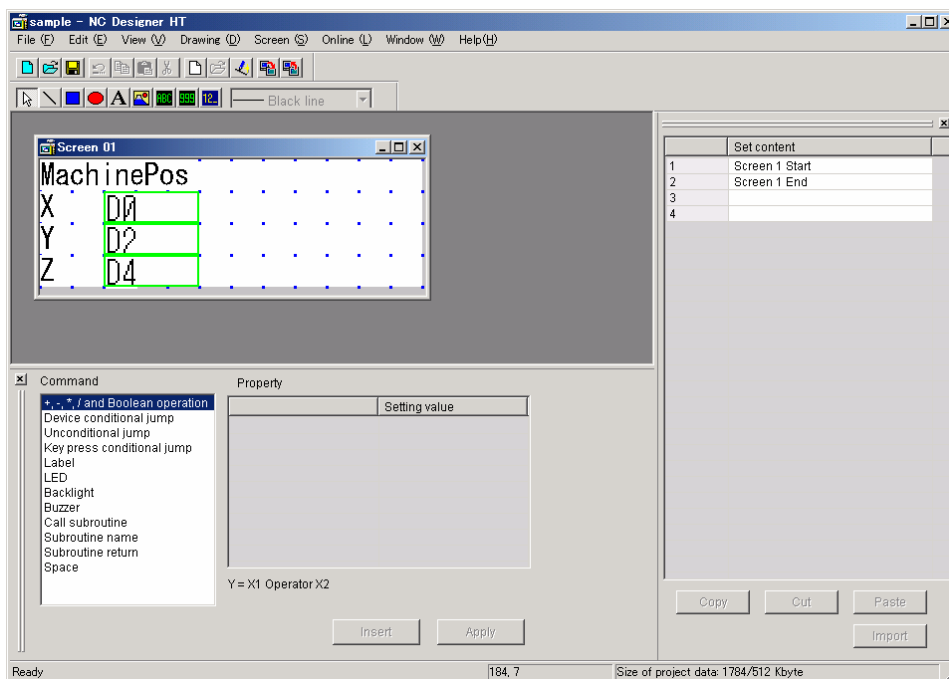 sample - NC Designer HT
File (F) Edit (E) View (V) Drawing (D) Screen (S) Online (L) Window (W) Help(H)
A ABC 999 12.. Black line
Screen 01
MachinePos
X D0
Y D2
Z D4
Set content
1 Screen 1 Start
2 Screen 1 End
3
4
Command
+, -, *, / and Boolean operation
Device conditional jump
Unconditional jump
Key press conditional jump
Label
LED
Backlight
Buzzer
Call subroutine
Subroutine name
Subroutine return
Space
Property
Setting value
Y = X1 Operator X2
Insert Apply
Copy Cut Paste
Import
Ready 184, 7 Size of project data: 1784/512 Kbyte